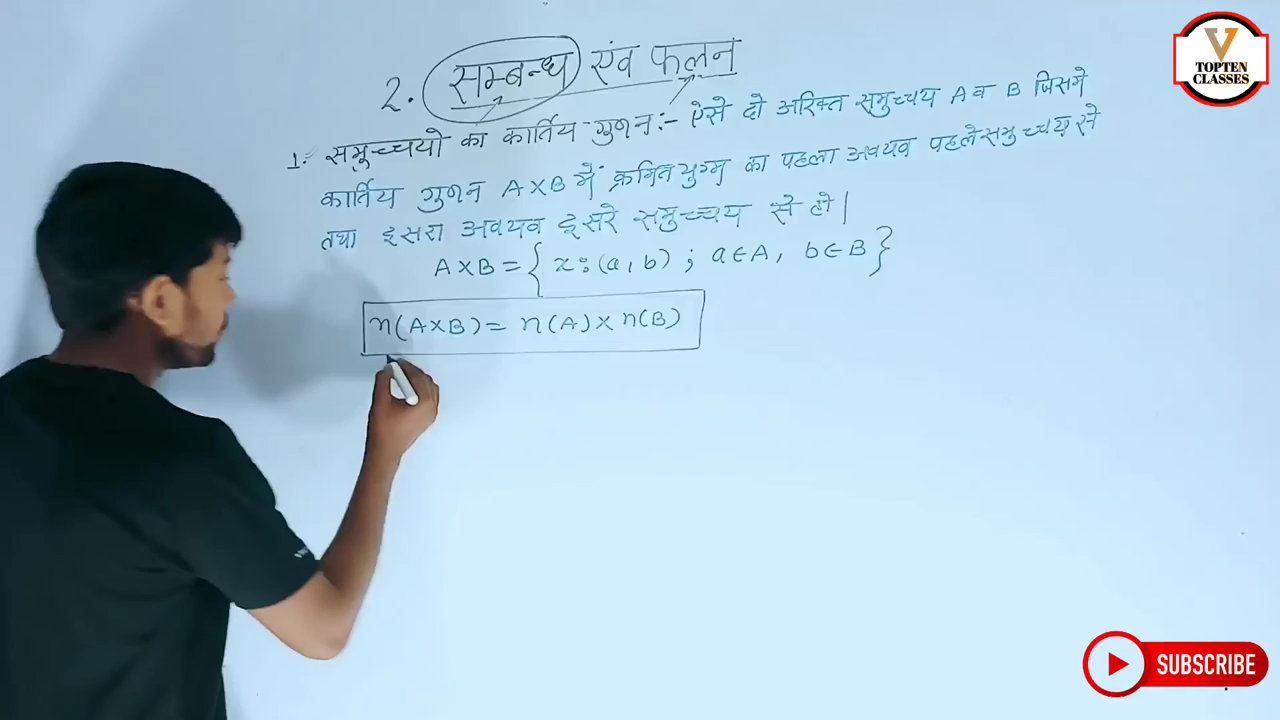 2. सम्बन्ध एंव फलन
1:- समुच्चयो का कार्तिय गुणन:- ऐसे दो अरिक्त समुच्चय A व B जिसमे
कार्तिय गुणन A×B में क्रमित युग्म का पहला अवयव पहले समुच्चय से
तथा दूसरा अवयव दूसरे समुच्चय से हो |
A×B = { x : (a, b) ; a∈A, b∈B }
n(A×B) = n(A) × n(B)
V
TOPTEN
CLASSES
SUBSCRIBE